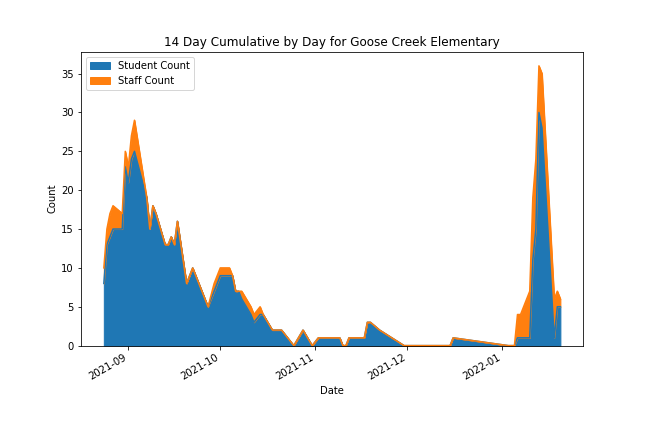 14 Day Cumulative by Day for Goose Creek Elementary
Student Count
Staff Count
35
30
25
20
15
10
5
0
Count
2021-09
2021-10
2021-11
2021-12
2022-01
Date